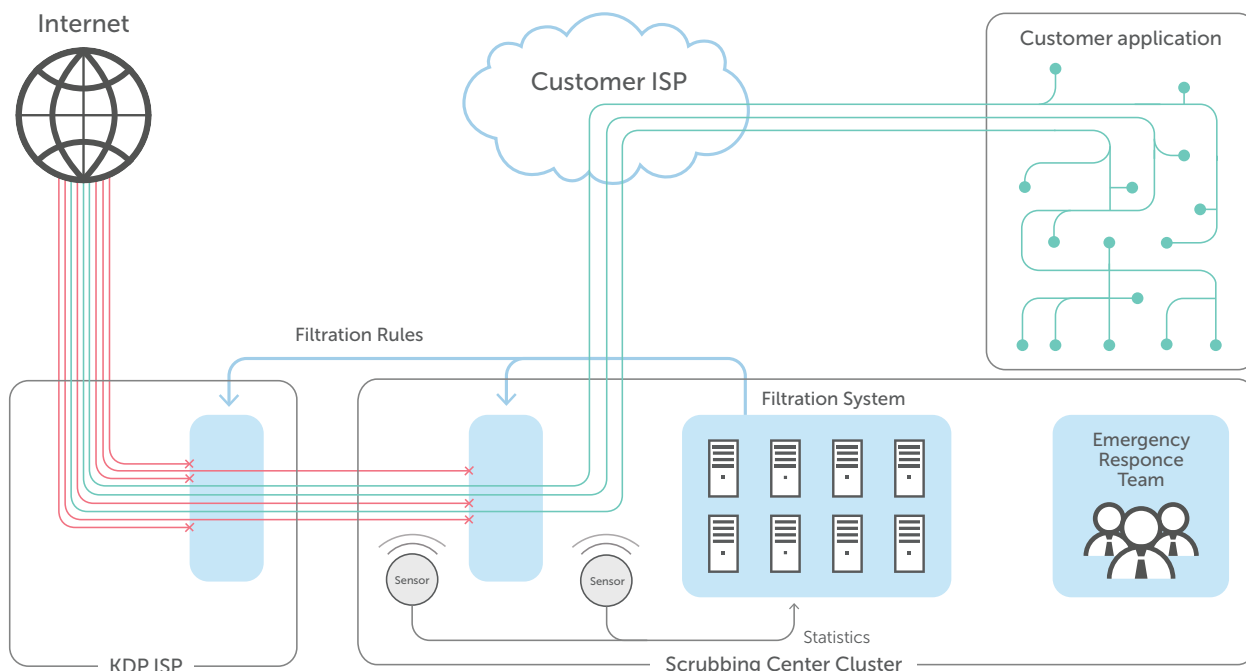 Internet
Customer ISP
Customer application
Filtration Rules
Filtration System
Emergency
Responce
Team
Sensor
Sensor
Statistics
KDP ISP
Scrubbing Center Cluster